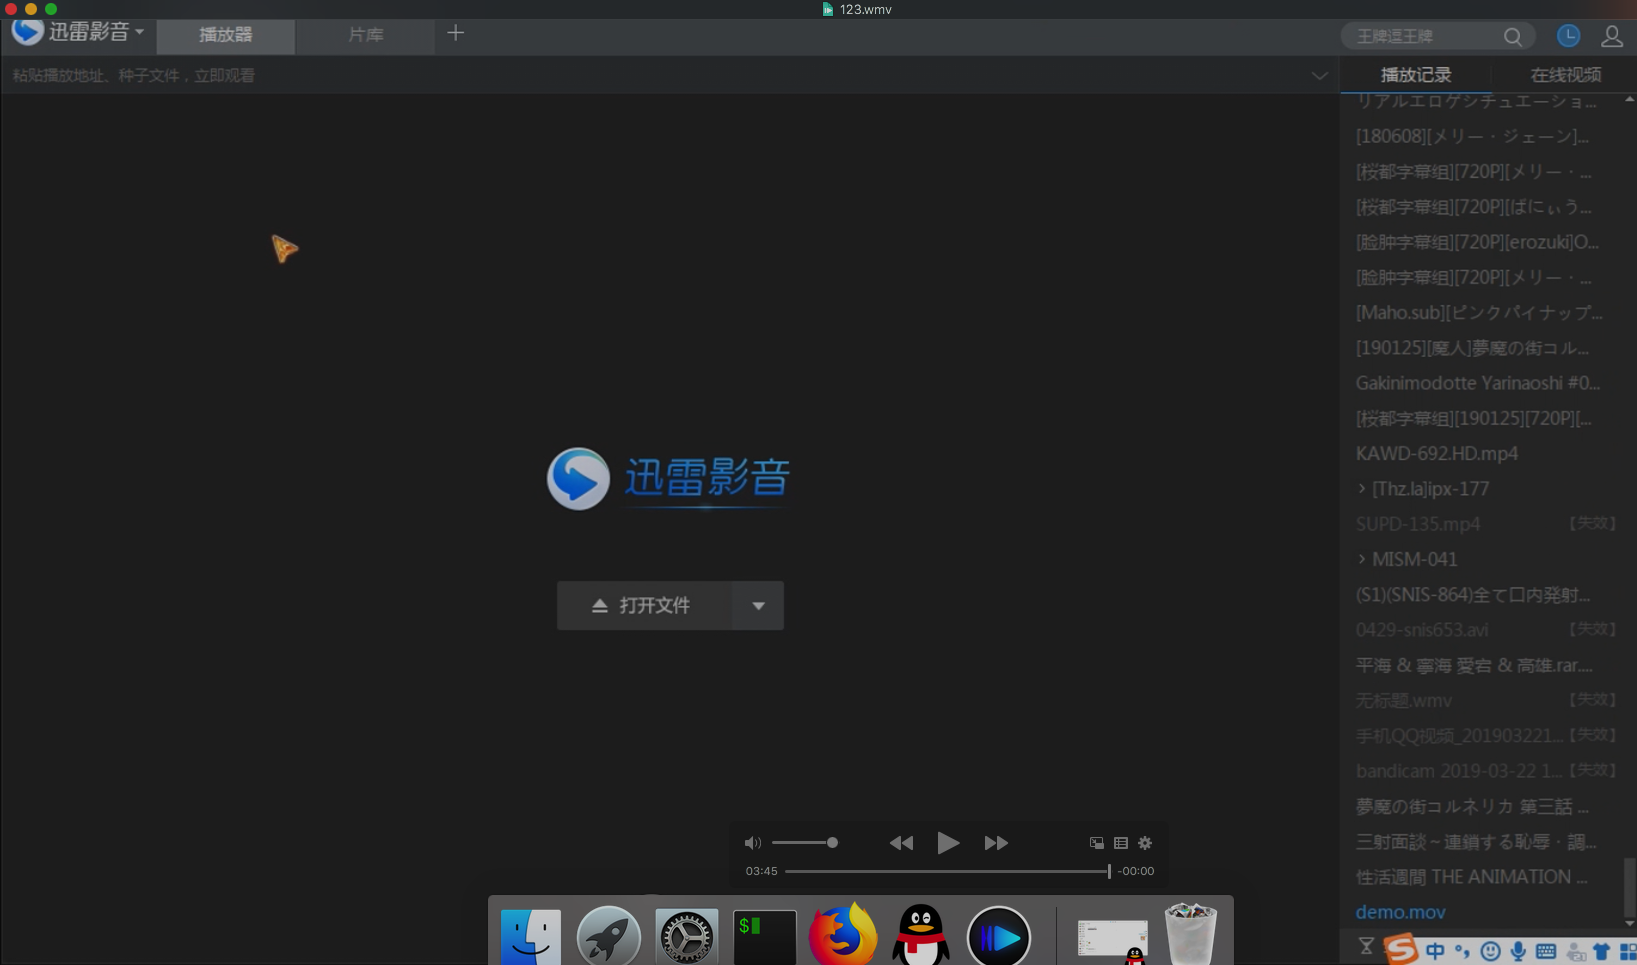 123.wmv
迅雷影音
播放器
片库
王牌逗王牌
粘贴播放地址、种子文件，立即观看
播放记录
在线视频
リアルエロゲシチュエーショ...
[180608][メリー・ジェーン]...
[桜都字幕组][720P][メリー・...
[桜都字幕组][720P][ばにぃう...
[脸肿字幕组][720P][erozuki]O...
[脸肿字幕组][720P][メリー・...
[Maho.sub][ピンクパイナップ...
[190125][魔人]夢魔の街コル...
Gakinimodotte Yarinaoshi #0...
[桜都字幕组][190125][720P][...
KAWD-692.HD.mp4
[Thz.la]ipx-177
SUPD-135.mp4 【失效】
MISM-041
(S1)(SNIS-864)全て口内発射...
0429-snis653.avi 【失效】
平海 & 寧海 愛宕 & 高雄.rar....
无标题.wmv 【失效】
手机QQ视频_201903221...【失效】
bandicam 2019-03-22 1...【失效】
夢魔の街コルネリカ 第三話 ...
三射面談～連鎖する恥辱・調...
性活週間 THE ANIMATION ...
demo.mov
迅雷影音
打开文件
03:45
-00:00
$
中